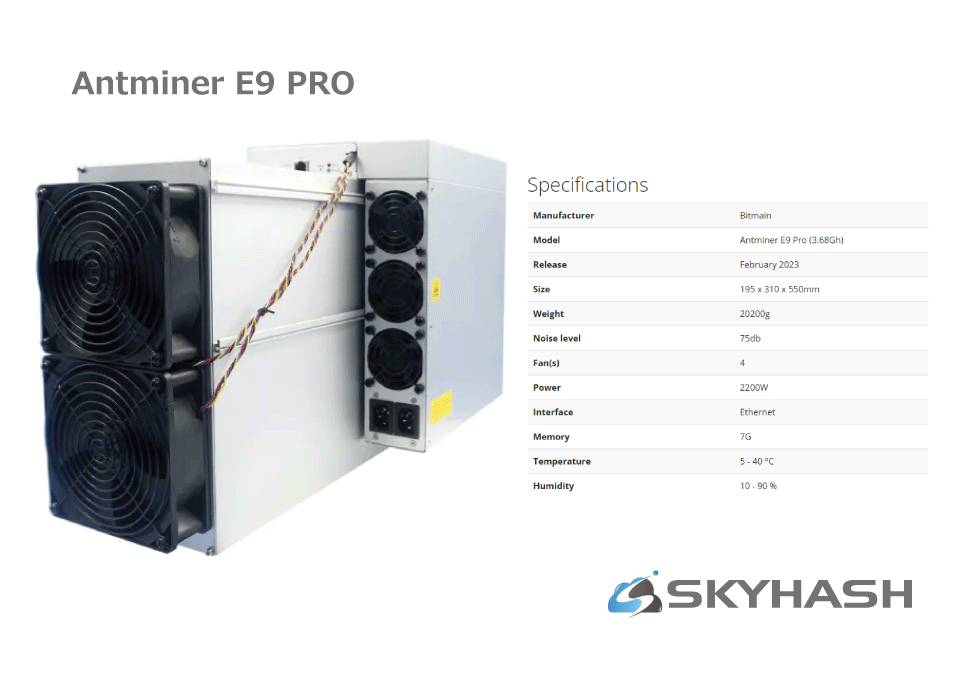 Antminer E9 PRO
Specifications
Manufacturer Bitmain
Model Antminer E9 Pro (3.68Gh)
Release February 2023
Size 195 x 310 x 550mm
Weight 20200g
Noise level 75db
Fan(s) 4
Power 2200W
Interface Ethernet
Memory 7G
Temperature 5 - 40 °C
Humidity 10 - 90 %
SKYHASH